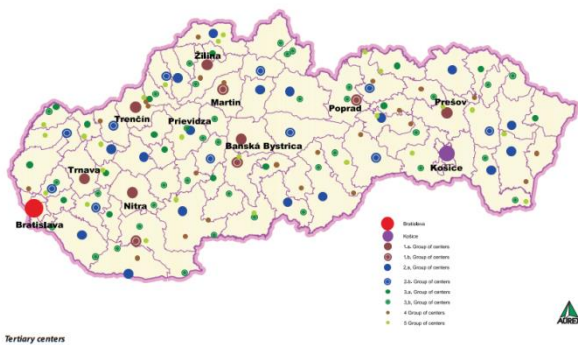 Žilina
Martin
Poprad
Prešov
Trenčín
Prievidza
Banská Bystrica
Košice
Trnava
Nitra
Bratislava
Bratislava
Košice
1.a. Group of centers
1.b. Group of centers
2.a. Group of centers
2.b. Group of centers
3.a. Group of centers
3.b. Group of centers
4 Group of centers
5 Group of centers
AUREX
Tertiary centers